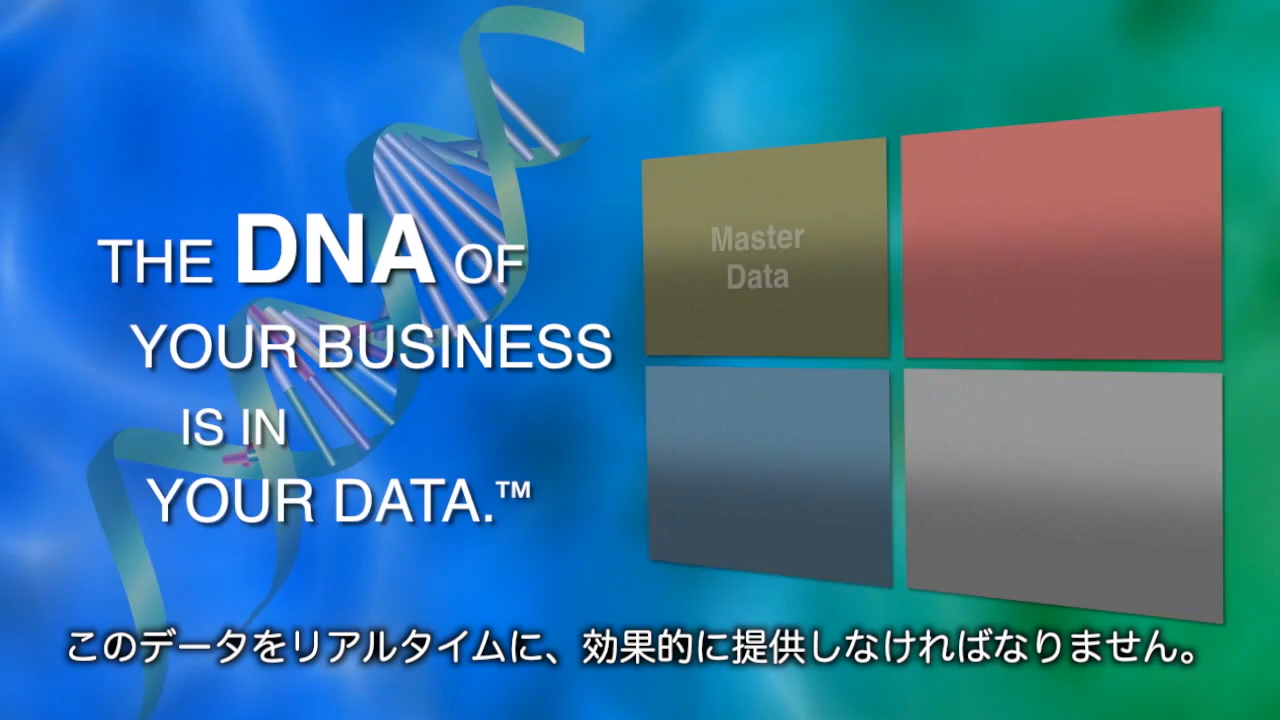 THE DNA OF
YOUR BUSINESS
IS IN
YOUR DATA.™
Master
Data
このデータをリアルタイムに、効果的に提供しなければなりません。